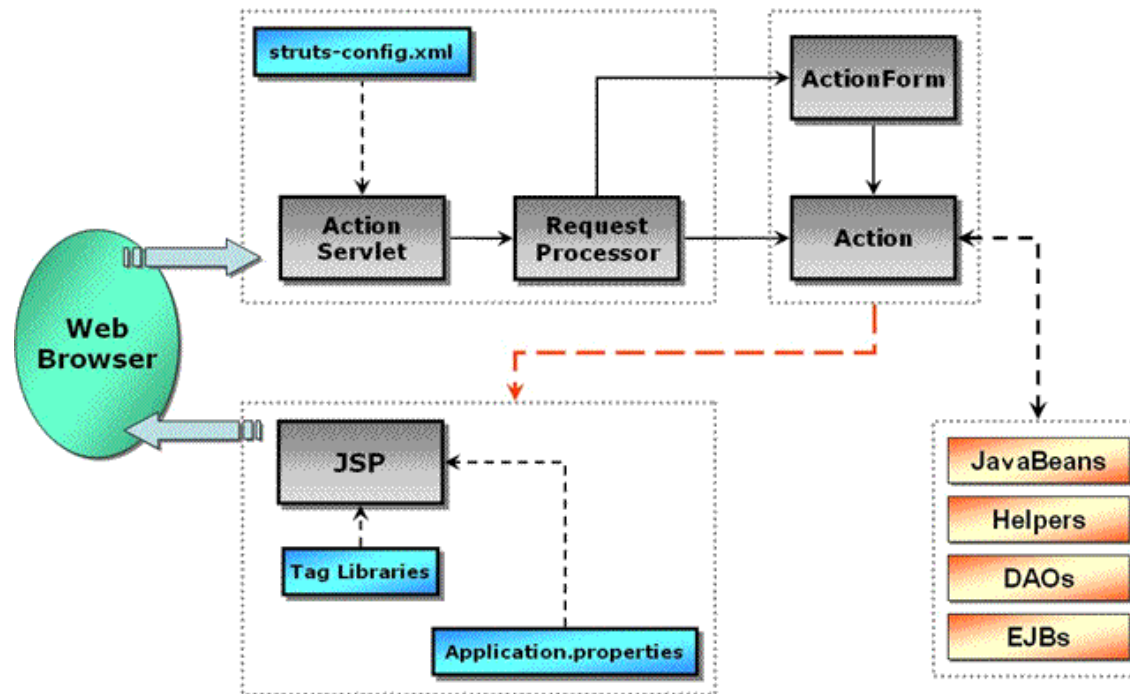 struts-config.xml
ActionForm
Action
Servlet
Request
Processor
Action
Web
Browser
JSP
Tag Libraries
Application.properties
JavaBeans
Helpers
DAOs
EJBs